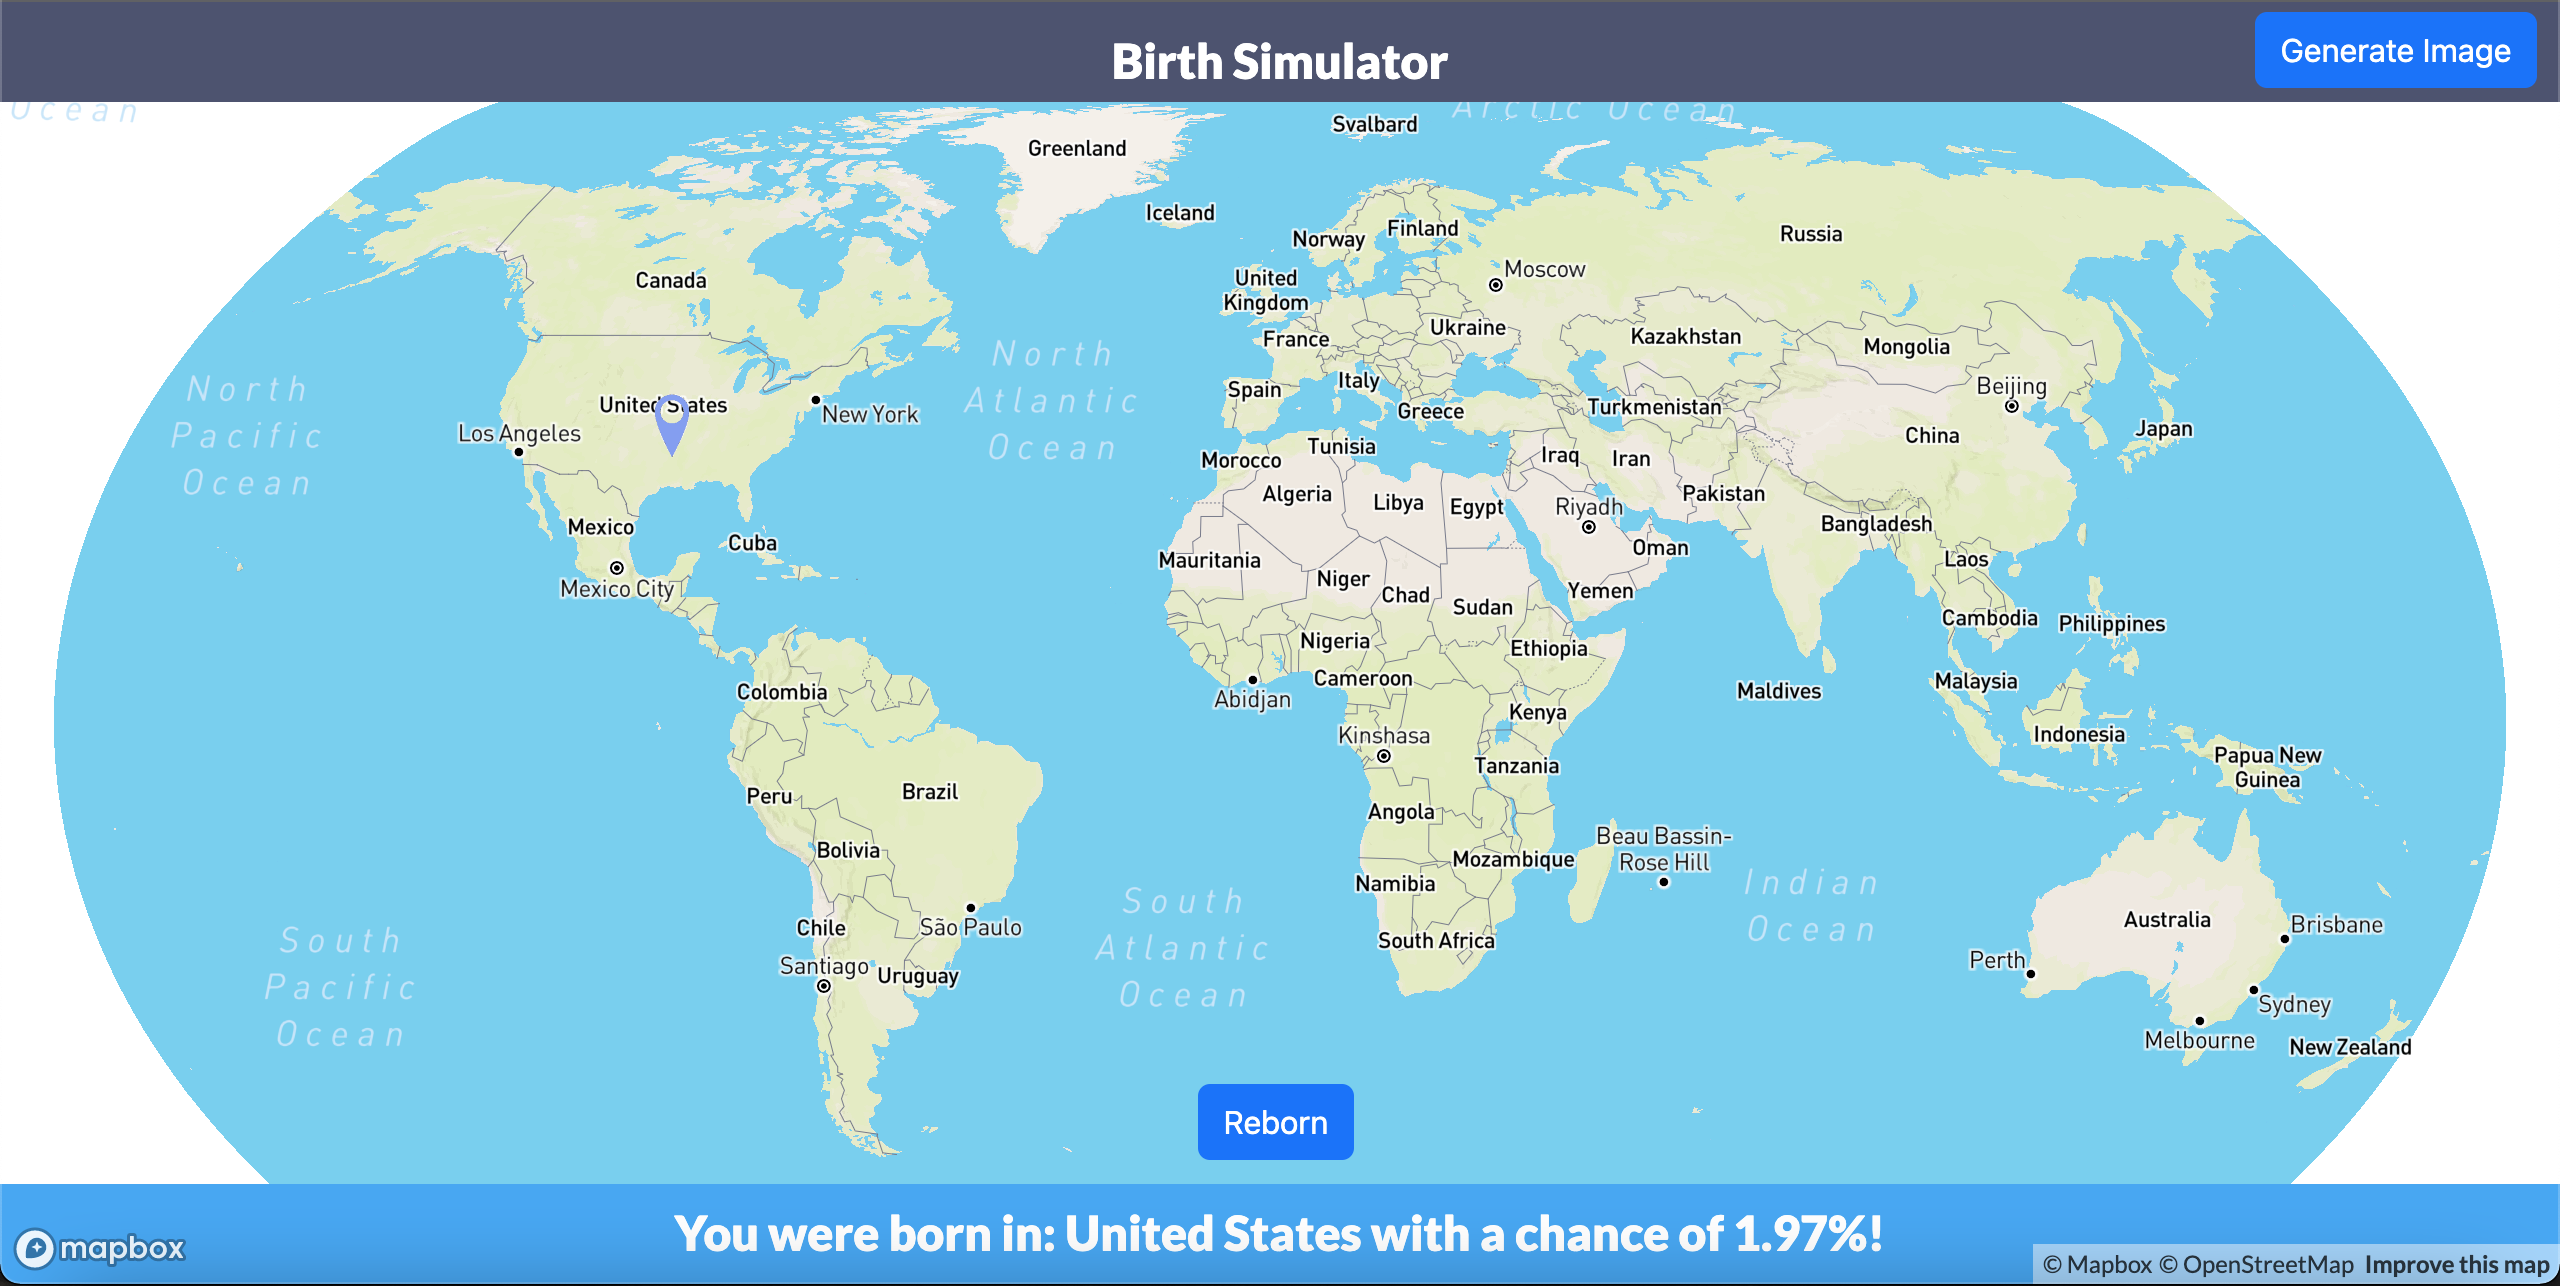 Birth Simulator
Generate Image
Ocean
Arctic Ocean
Svalbard
Greenland
Iceland
Norway
Finland
Russia
Canada
United
Kingdom
Moscow
Ukraine
France
Kazakhstan
Mongolia
North
Atlantic
Ocean
North
Pacific
Ocean
United States
New York
Los Angeles
Spain
Italy
Greece
Turkmenistan
Beijing
China
Japan
Tunisia
Morocco
Iraq
Iran
Algeria
Libya
Egypt
Riyadh
Pakistan
Bangladesh
Mexico
Cuba
Mexico City
Mauritania
Niger
Chad
Sudan
Oman
Yemen
Laos
Cambodia
Philippines
Nigeria
Ethiopia
Cameroon
Abidjan
Colombia
Maldives
Malaysia
Kenya
Kinshasa
Indonesia
Papua New
Guinea
Tanzania
Peru
Brazil
Angola
Beau Bassin-
Rose Hill
Bolivia
Mozambique
Namibia
South
Atlantic
Ocean
Indian
Ocean
South
Pacific
Ocean
Chile
São Paulo
South Africa
Australia
Brisbane
Santiago
Uruguay
Perth
Sydney
Melbourne
New Zealand
Reborn
You were born in: United States with a chance of 1.97%!
mapbox
© Mapbox © OpenStreetMap Improve this map